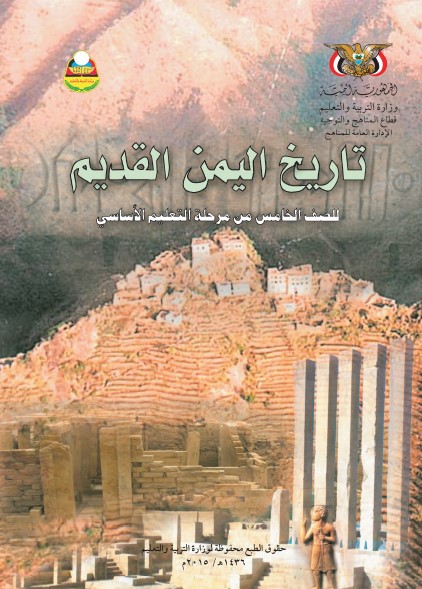 الجمهورية اليمنية
وزارة التربية والتعليم
قطاع المناهج والتوجيه
الإدارة العامة للمناهج
تاريخ اليمن القديم
للصف الخامس من مرحلة التعليم الأساسي
حقوق الطبع محفوظة لوزارة التربية والتعليم
١٤٣٦هـ/ ٢٠١٥م